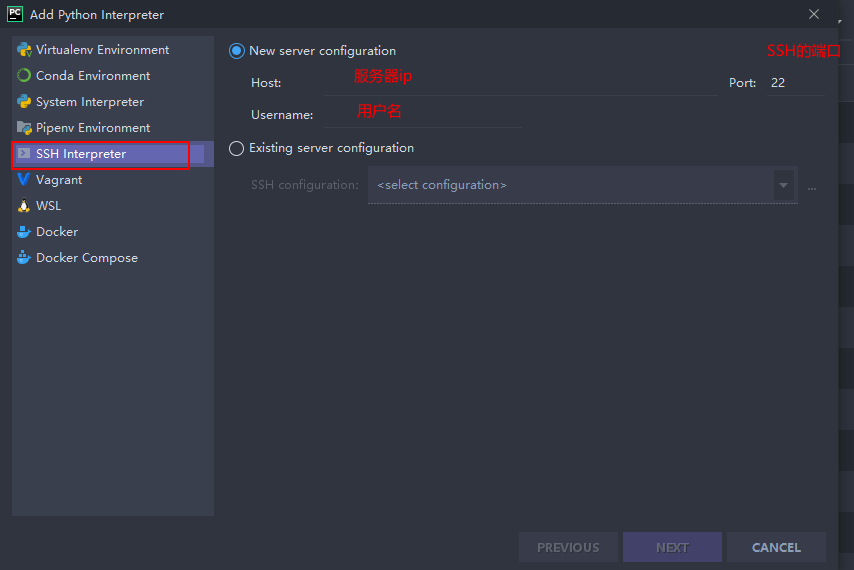 PC Add Python Interpreter
Virtualenv Environment
Conda Environment
System Interpreter
Pipenv Environment
SSH Interpreter
Vagrant
WSL
Docker
Docker Compose
New server configuration
SSH的端口
Host: 服务器ip Port: 22
Username: 用户名
Existing server configuration
SSH configuration: <select configuration> ...
PREVIOUS NEXT CANCEL